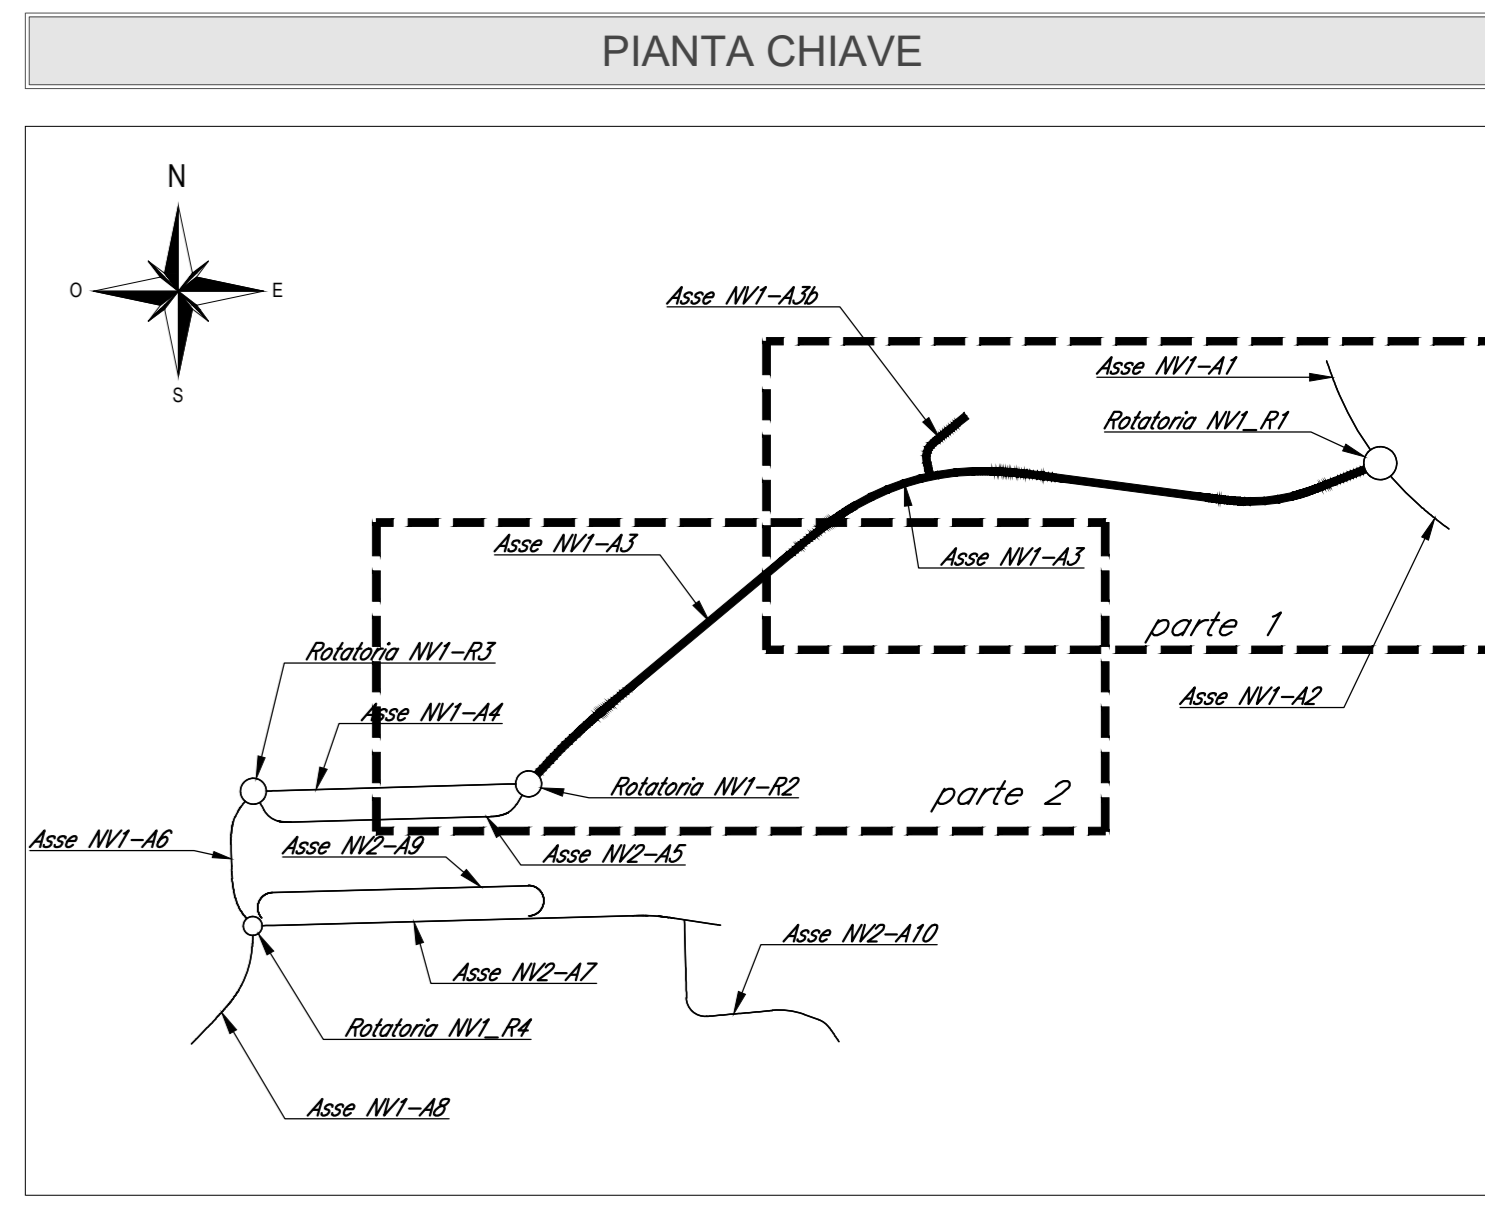 PIANTA CHIAVE
N
O
E
S
Asse NV1-A3b
Asse NV1-A1
Rotatoria NV1_R1
Asse NV1-A3
Asse NV1-A3
parte 1
Rotatoria NV1-R3
Asse NV1-A2
Asse NV1-A4
Rotatoria NV1-R2
parte 2
Asse NV1-A6
Asse NV2-A9
Asse NV2-A5
Asse NV2-A10
Asse NV2-A7
Rotatoria NV1_R4
Asse NV1-A8